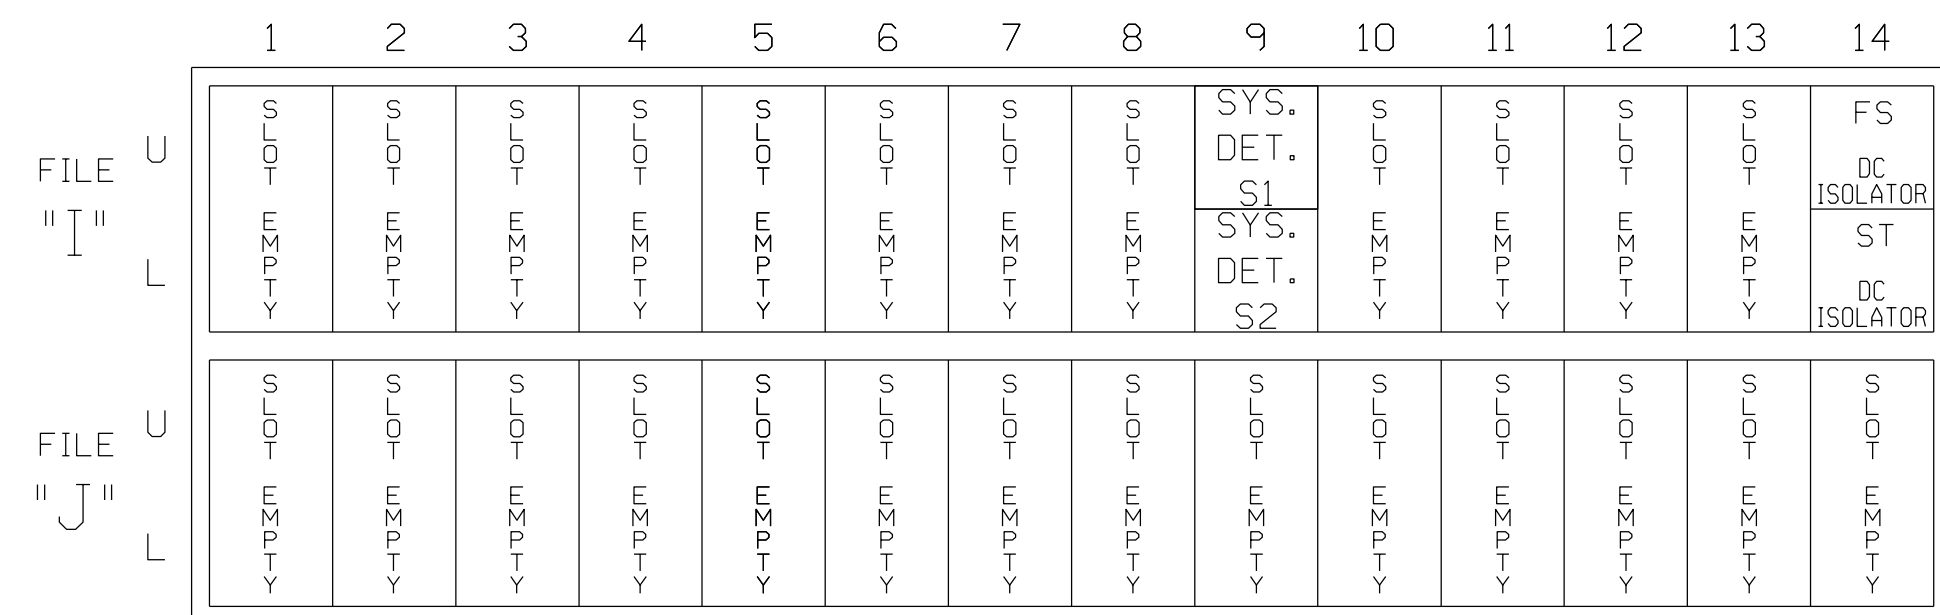 1 2 3 4 5 6 7 8 9 10 11 12 13 14
FILE
"I"
U
L
SLOT EMPTY
SLOT EMPTY
SLOT EMPTY
SLOT EMPTY
SLOT EMPTY
SLOT EMPTY
SLOT EMPTY
SLOT EMPTY
SYS.
DET.
S1
SYS.
DET.
S2
SLOT EMPTY
SLOT EMPTY
SLOT EMPTY
SLOT EMPTY
FS
DC
ISOLATOR
ST
DC
ISOLATOR
FILE
"J"
U
L
SLOT EMPTY
SLOT EMPTY
SLOT EMPTY
SLOT EMPTY
SLOT EMPTY
SLOT EMPTY
SLOT EMPTY
SLOT EMPTY
SLOT EMPTY
SLOT EMPTY
SLOT EMPTY
SLOT EMPTY
SLOT EMPTY
SLOT EMPTY